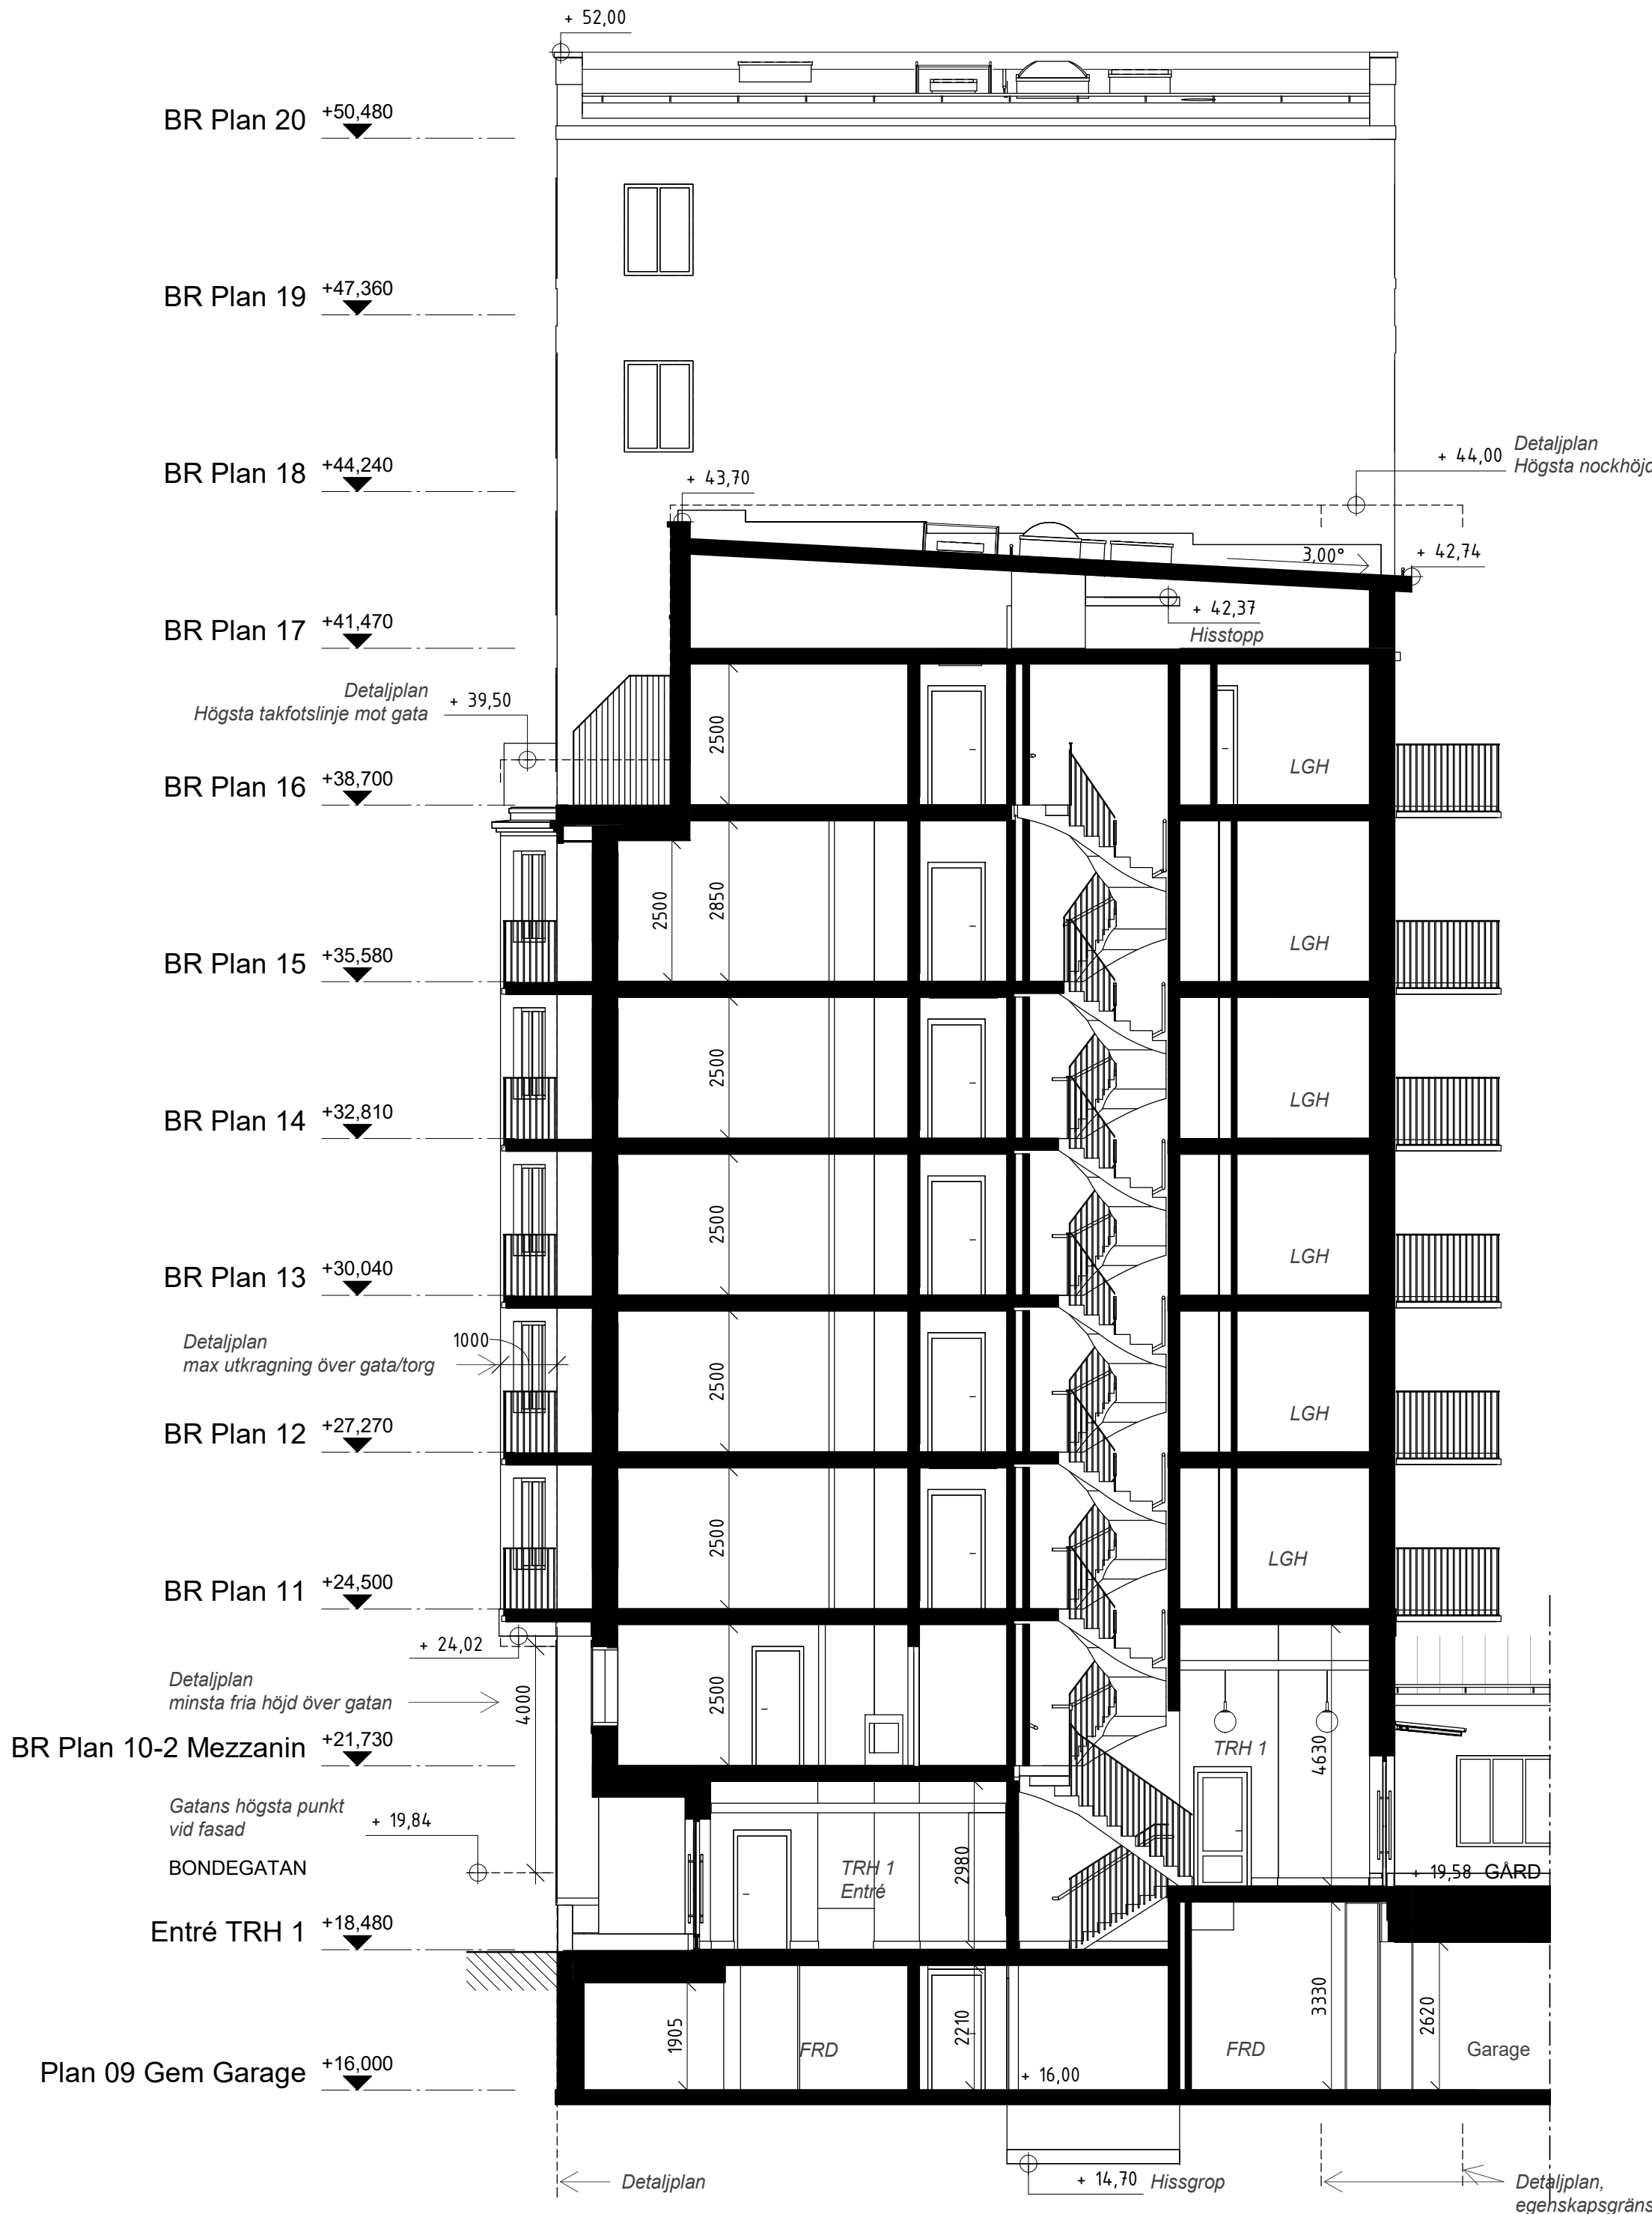 + 52,00
BR Plan 20 +50,480
BR Plan 19 +47,360
Detaljplan
+ 44,00 Högsta nockhöjd
BR Plan 18 +44,240
+ 43,70
3,00°
+ 42,74
+ 42,37
Hisstopp
BR Plan 17 +41,470
Detaljplan
Högsta takfotslinje mot gata
+ 39,50
2500
LGH
BR Plan 16 +38,700
2500
2850
LGH
BR Plan 15 +35,580
2500
LGH
BR Plan 14 +32,810
2500
LGH
BR Plan 13 +30,040
Detaljplan
max utkragning över gata/torg
1000
2500
LGH
BR Plan 12 +27,270
2500
LGH
BR Plan 11 +24,500
+ 24,02
Detaljplan
minsta fria höjd över gatan
4000
2500
TRH 1
4630
BR Plan 10-2 Mezzanin +21,730
Gatans högsta punkt
vid fasad
+ 19,84
BONDEGATAN
TRH 1
Entré
2980
+ 19,58 GÅRD
Entré TRH 1 +18,480
1905
FRD
2210
FRD
3330
2620
Garage
+ 16,00
Plan 09 Gem Garage +16,000
Detaljplan
+ 14,70 Hissgrop
Detaljplan,
egenskapsgräns